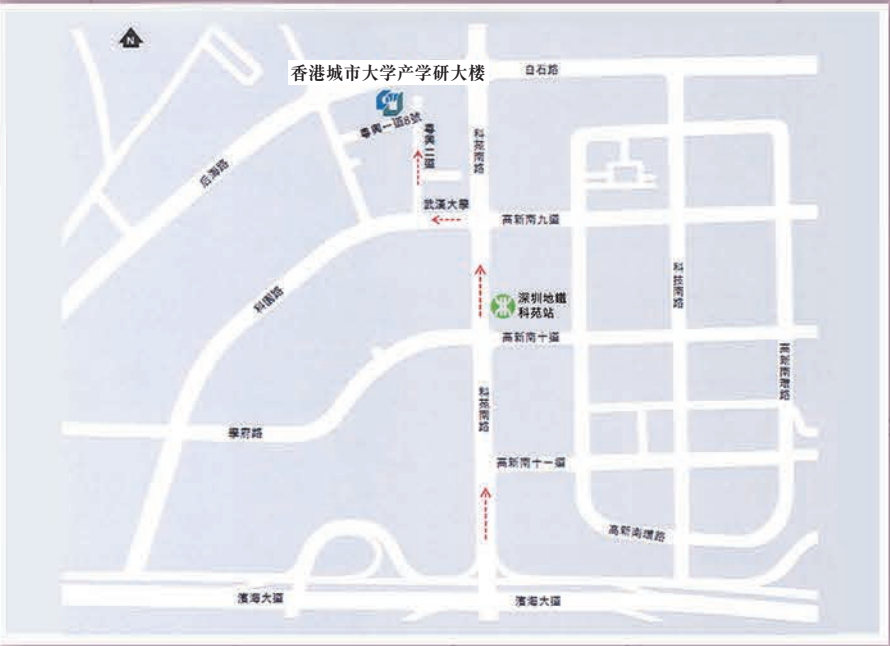 N
香港城市大学产学研大楼
白石路
粤興一道8號
粤興二道
科苑南路
后海路
武漢大學
高新南九道
科園路
科技南路
深圳地鐵
科苑站
高新南十道
高新南環路
科苑南路
學府路
高新南十一道
高新南環路
濱海大道
濱海大道